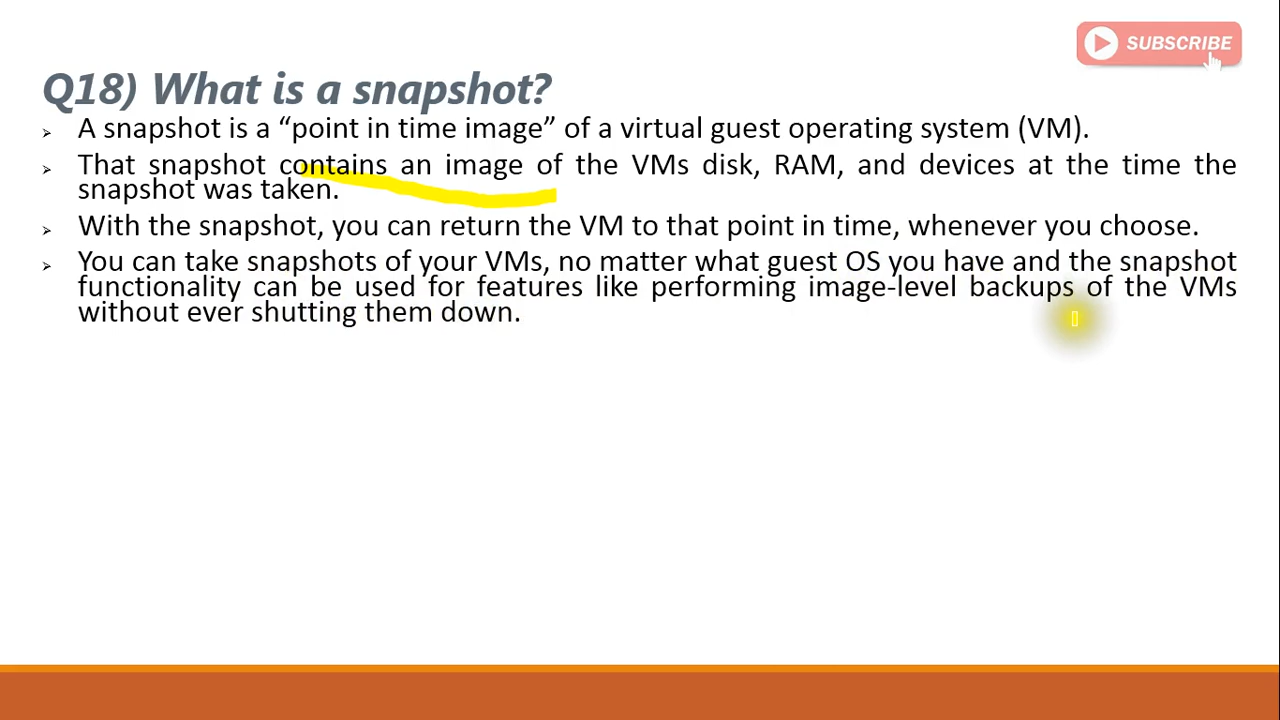 SUBSCRIBE
Q18) What is a snapshot?
➢ A snapshot is a “point in time image” of a virtual guest operating system (VM).
➢ That snapshot contains an image of the VMs disk, RAM, and devices at the time the
snapshot was taken.
➢ With the snapshot, you can return the VM to that point in time, whenever you choose.
➢ You can take snapshots of your VMs, no matter what guest OS you have and the snapshot
functionality can be used for features like performing image-level backups of the VMs
without ever shutting them down.